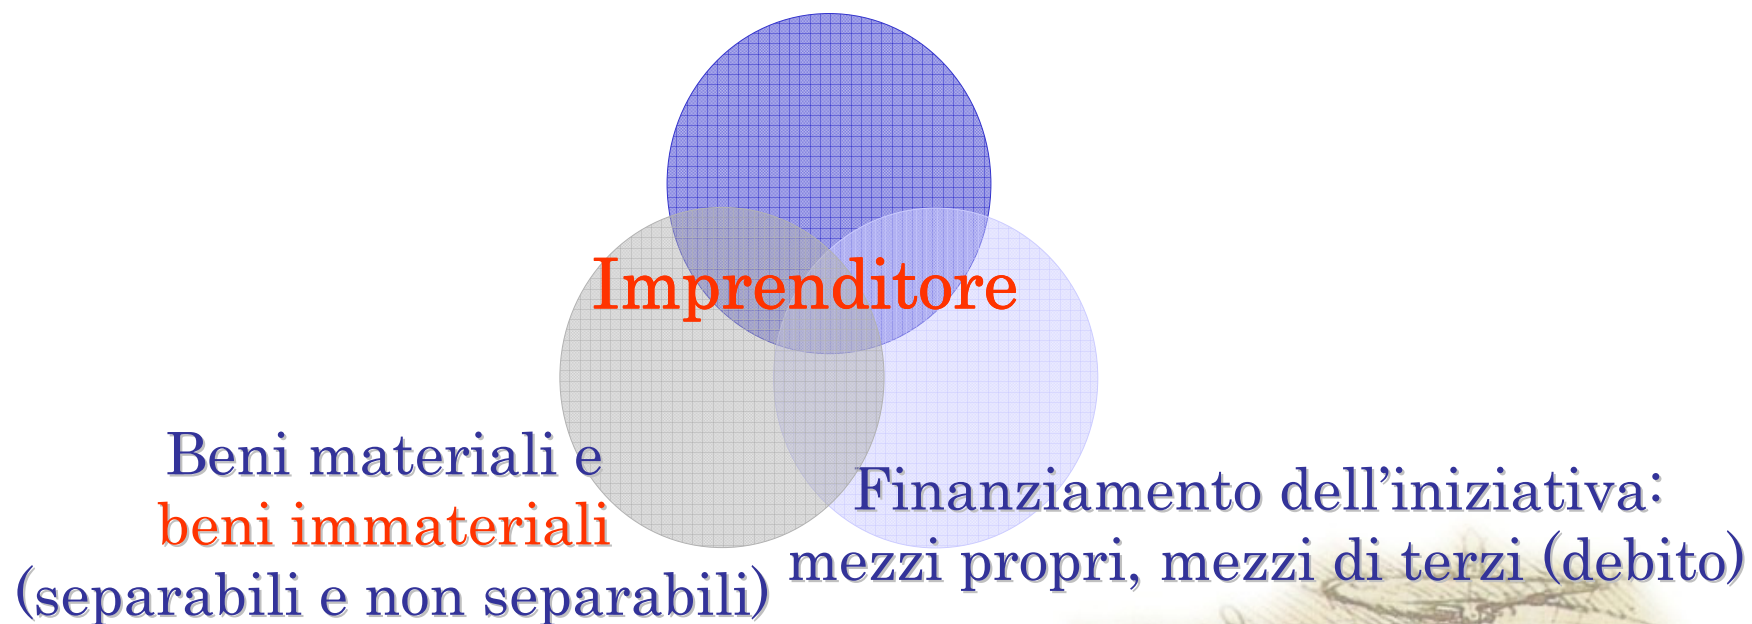 Imprenditore
Beni materiali e
beni immateriali
(separabili e non separabili)
Finanziamento dell’iniziativa:
mezzi propri, mezzi di terzi (debito)